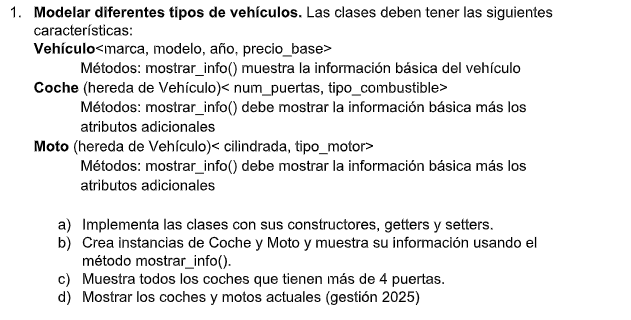 1. Modelar diferentes tipos de vehículos. Las clases deben tener las siguientes
características:
Vehículo<marca, modelo, año, precio_base>
Métodos: mostrar_info() muestra la información básica del vehículo
Coche (hereda de Vehículo)< num_puertas, tipo_combustible>
Métodos: mostrar_info() debe mostrar la información básica más los
atributos adicionales
Moto (hereda de Vehículo)< cilindrada, tipo_motor>
Métodos: mostrar_info() debe mostrar la información básica más los
atributos adicionales
a) Implementa las clases con sus constructores, getters y setters.
b) Crea instancias de Coche y Moto y muestra su información usando el
método mostrar_info().
c) Muestra todos los coches que tienen más de 4 puertas.
d) Mostrar los coches y motos actuales (gestión 2025)